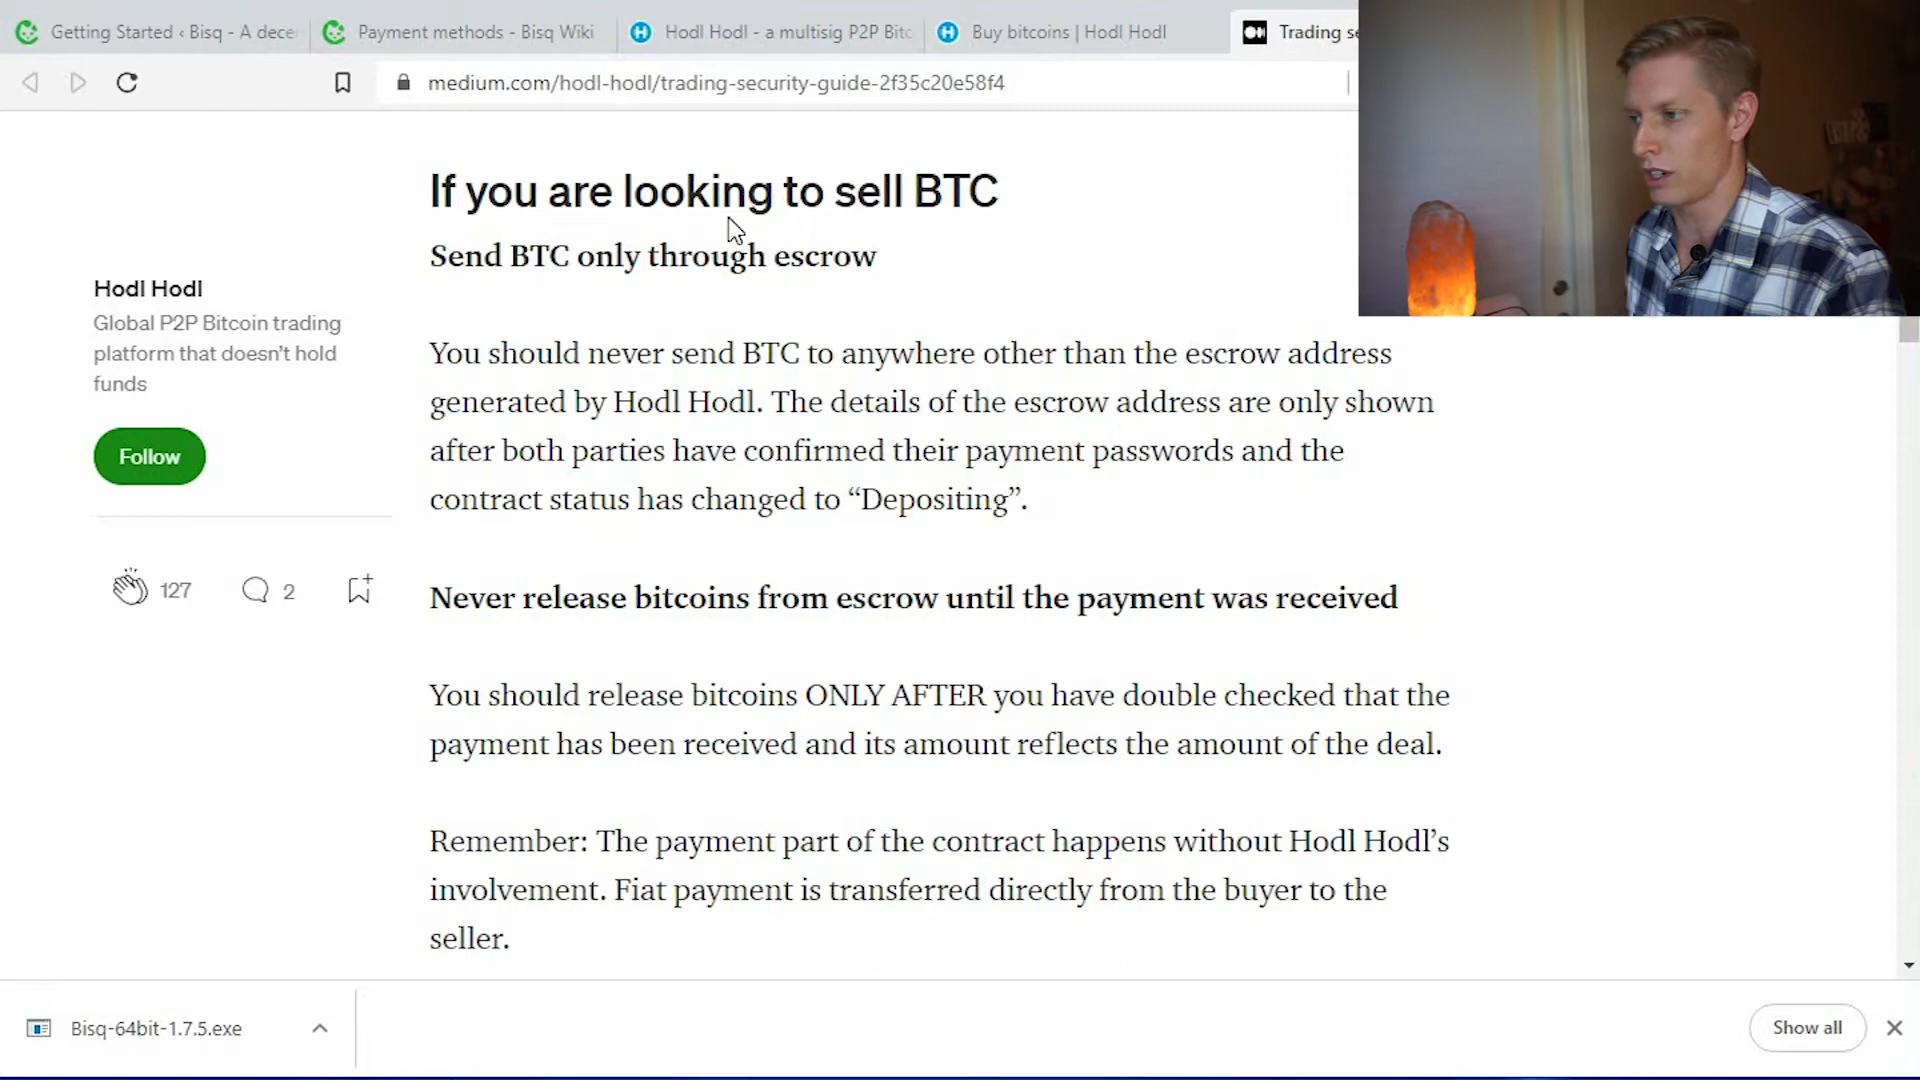 Getting Started ‹ Bisq - A dece
Payment methods - Bisq Wiki
Hodl Hodl - a multisig P2P Bitc
Buy bitcoins | Hodl Hodl
Trading se
medium.com/hodl-hodl/trading-security-guide-2f35c20e58f4
If you are looking to sell BTC
Send BTC only through escrow
Hodl Hodl
Global P2P Bitcoin trading
platform that doesn't hold
funds
Follow
127
2
You should never send BTC to anywhere other than the escrow address
generated by Hodl Hodl. The details of the escrow address are only shown
after both parties have confirmed their payment passwords and the
contract status has changed to “Depositing”.
Never release bitcoins from escrow until the payment was received
You should release bitcoins ONLY AFTER you have double checked that the
payment has been received and its amount reflects the amount of the deal.
Remember: The payment part of the contract happens without Hodl Hodl’s
involvement. Fiat payment is transferred directly from the buyer to the
seller.
Bisq-64bit-1.7.5.exe
Show all